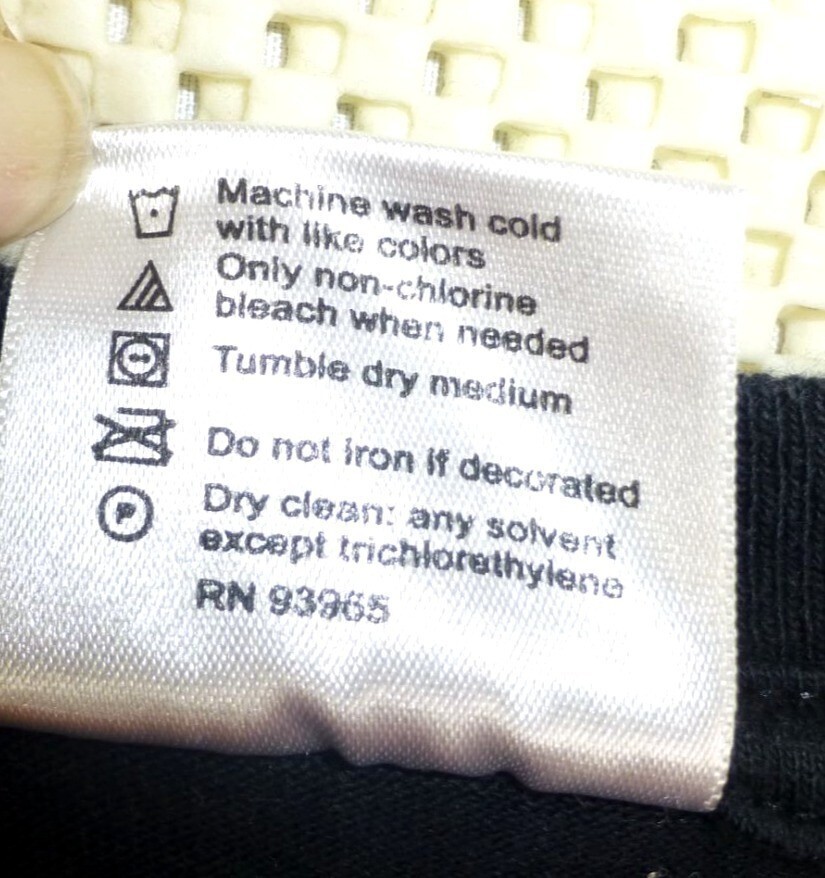 Machine wash cold
with like colors
Only non-chlorine
bleach when needed
Tumble dry medium
Do not iron if decorated
P
Dry clean: any solvent
except trichlorethylene
RN 93965